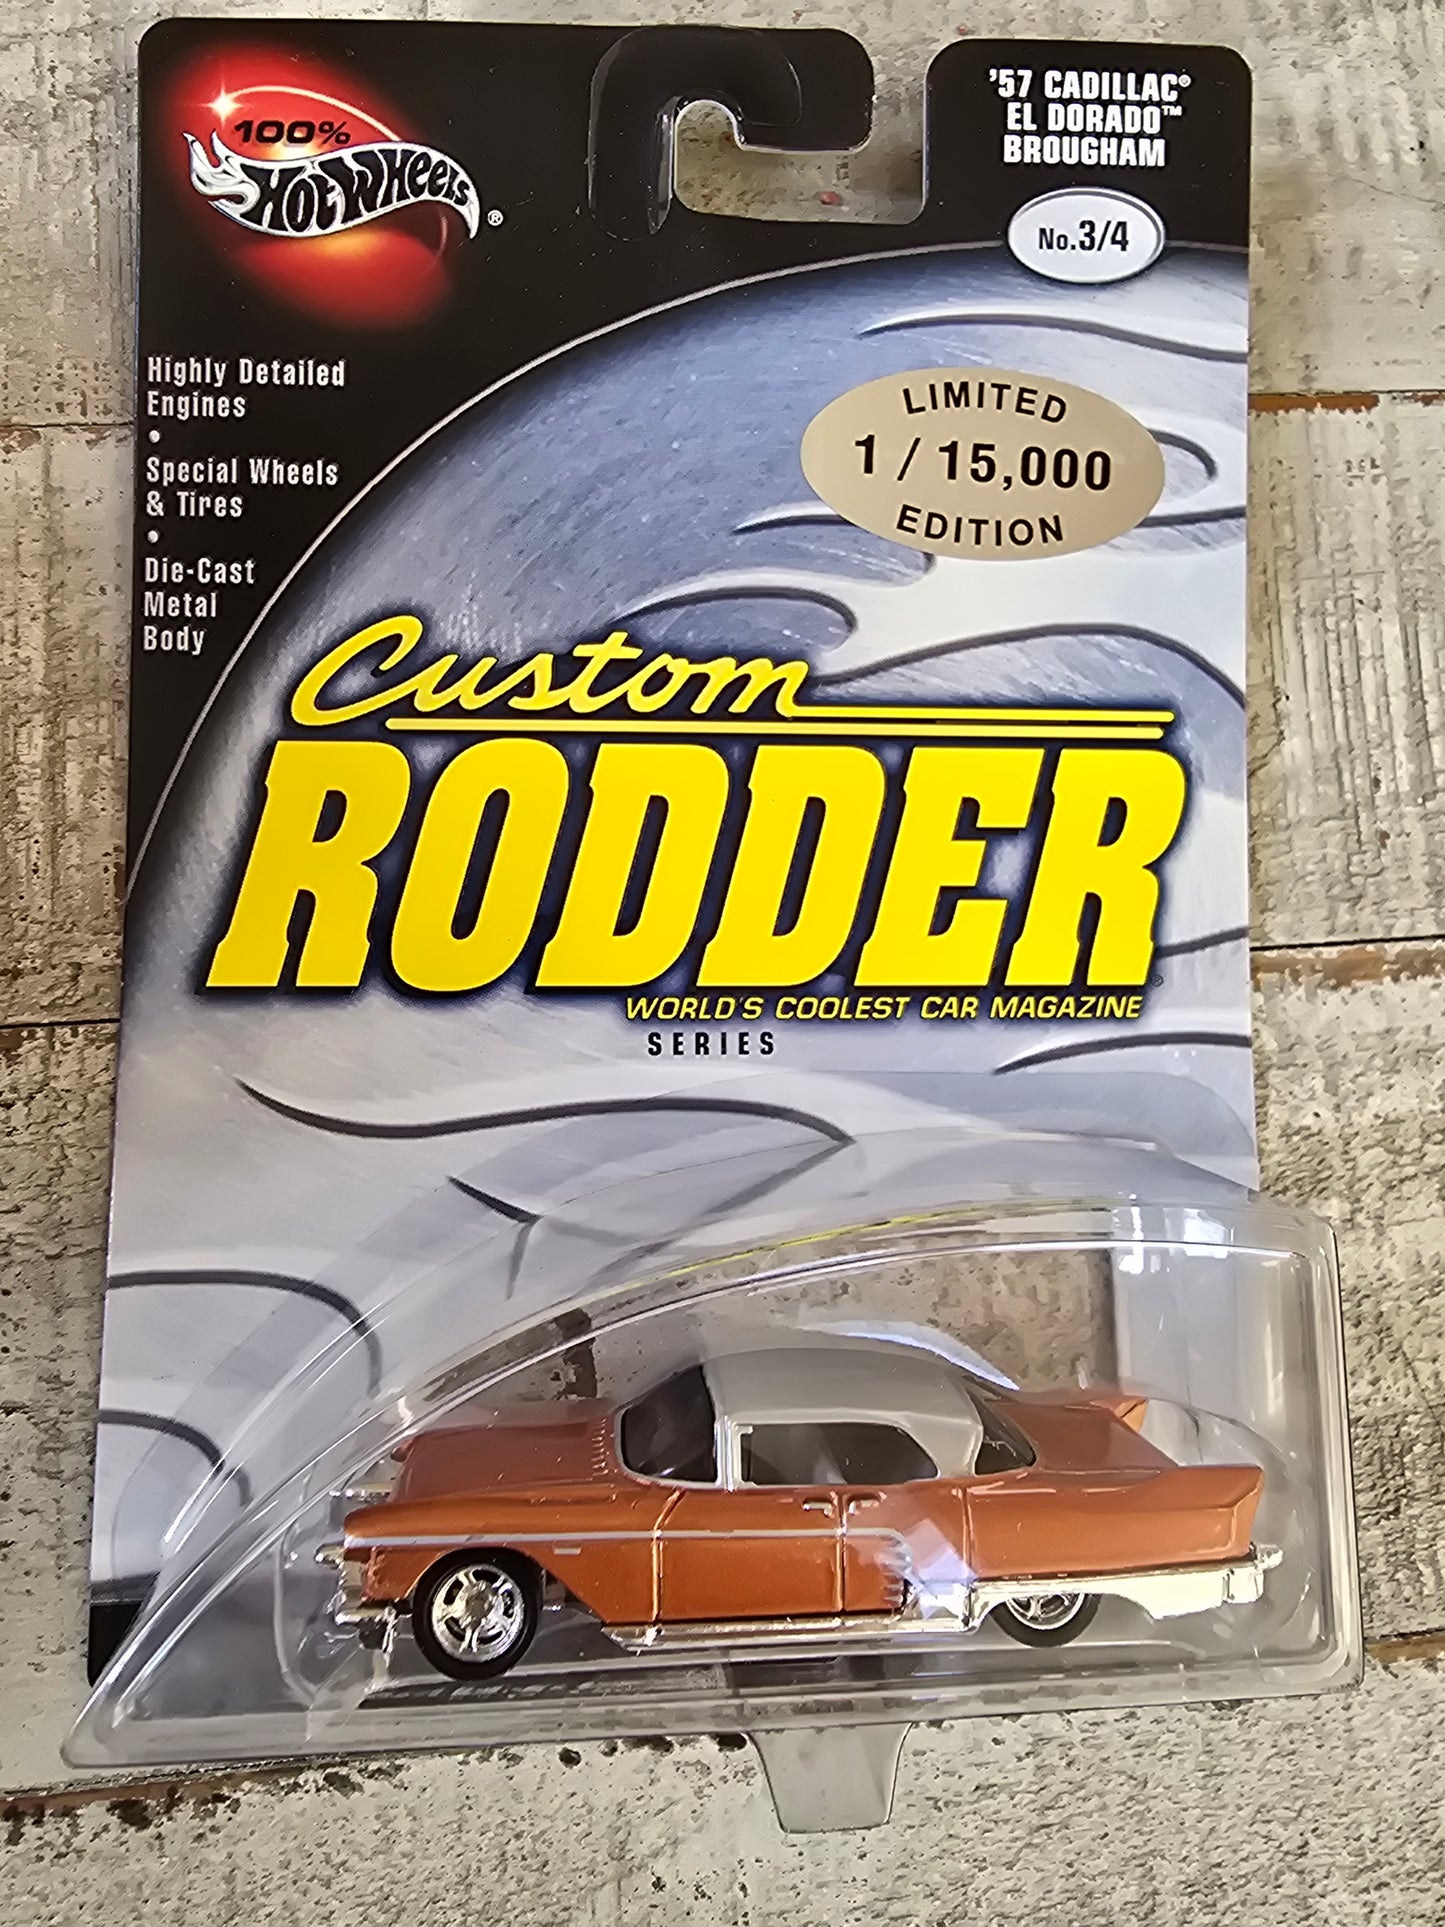 100%
Hot Wheels®
'57 CADILLAC®
EL DORADO™
BROUGHAM
No.3/4
Highly Detailed
Engines
•
Special Wheels
& Tires
•
Die-Cast
Metal
Body
LIMITED
1 / 15,000
EDITION
Custom
RODDER
WORLD'S COOLEST CAR MAGAZINE
SERIES